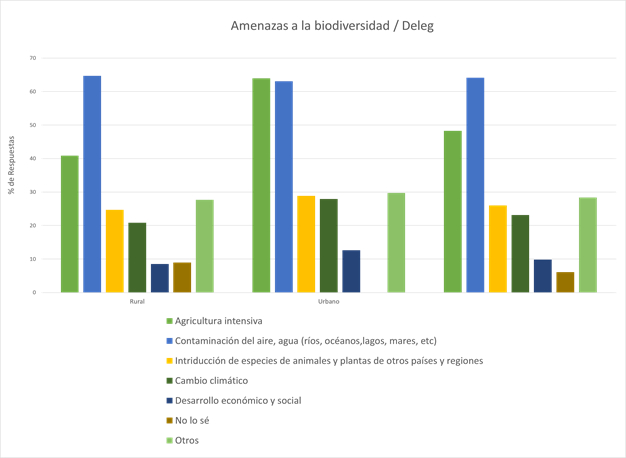 Amenazas a la biodiversidad / Deleg
70
60
50
40
30
20
10
0
% de Respuestas
Rural
Urbano
Agricultura intensiva
Contaminación del aire, agua (ríos, océanos,lagos, mares, etc)
Intriducción de especies de animales y plantas de otros países y regiones
Cambio climático
Desarrollo económico y social
No lo sé
Otros